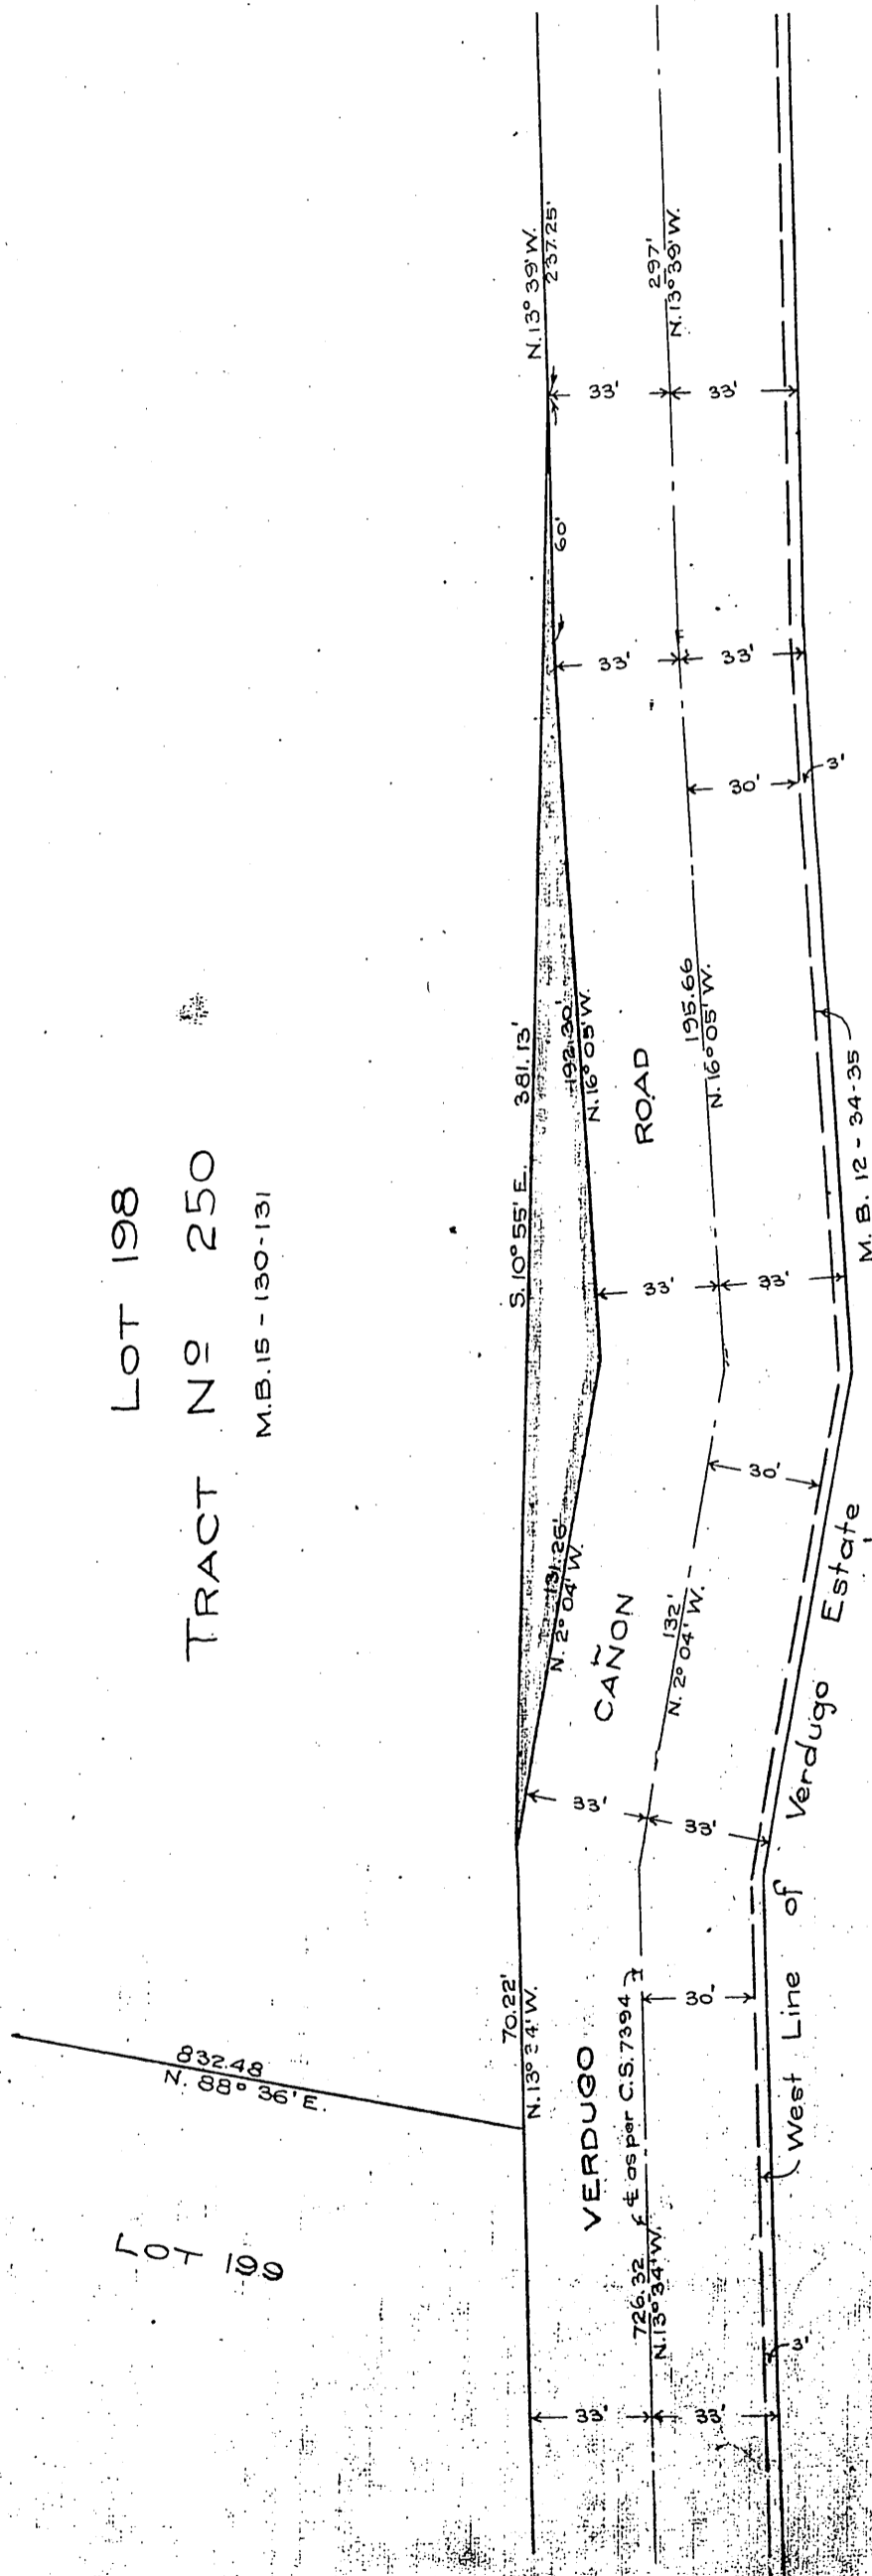 LOT 198
TRACT Nº 250
M.B. 15 - 130-131
LOT 199
832.48
N. 88° 36' E.
70.22'
N. 13° 34' W.
S. 10° 55' E. 381.13'
N. 13° 39' W.
237.25'
131.26'
N. 2° 04' W.
192.30'
N. 16° 05' W.
60'
33'
33'
33'
33'
33'
VERDUGO CAÑON ROAD
726.32
N. 13° 34' W.
℄ as per C.S. 7394
132'
N. 2° 04' W.
195.66
N. 16° 05' W.
297'
N. 13° 39' W.
33'
30'
33'
30'
33'
30'
33'
33'
3'
3'
West Line of Verdugo Estate
M. B. 12 - 34-35